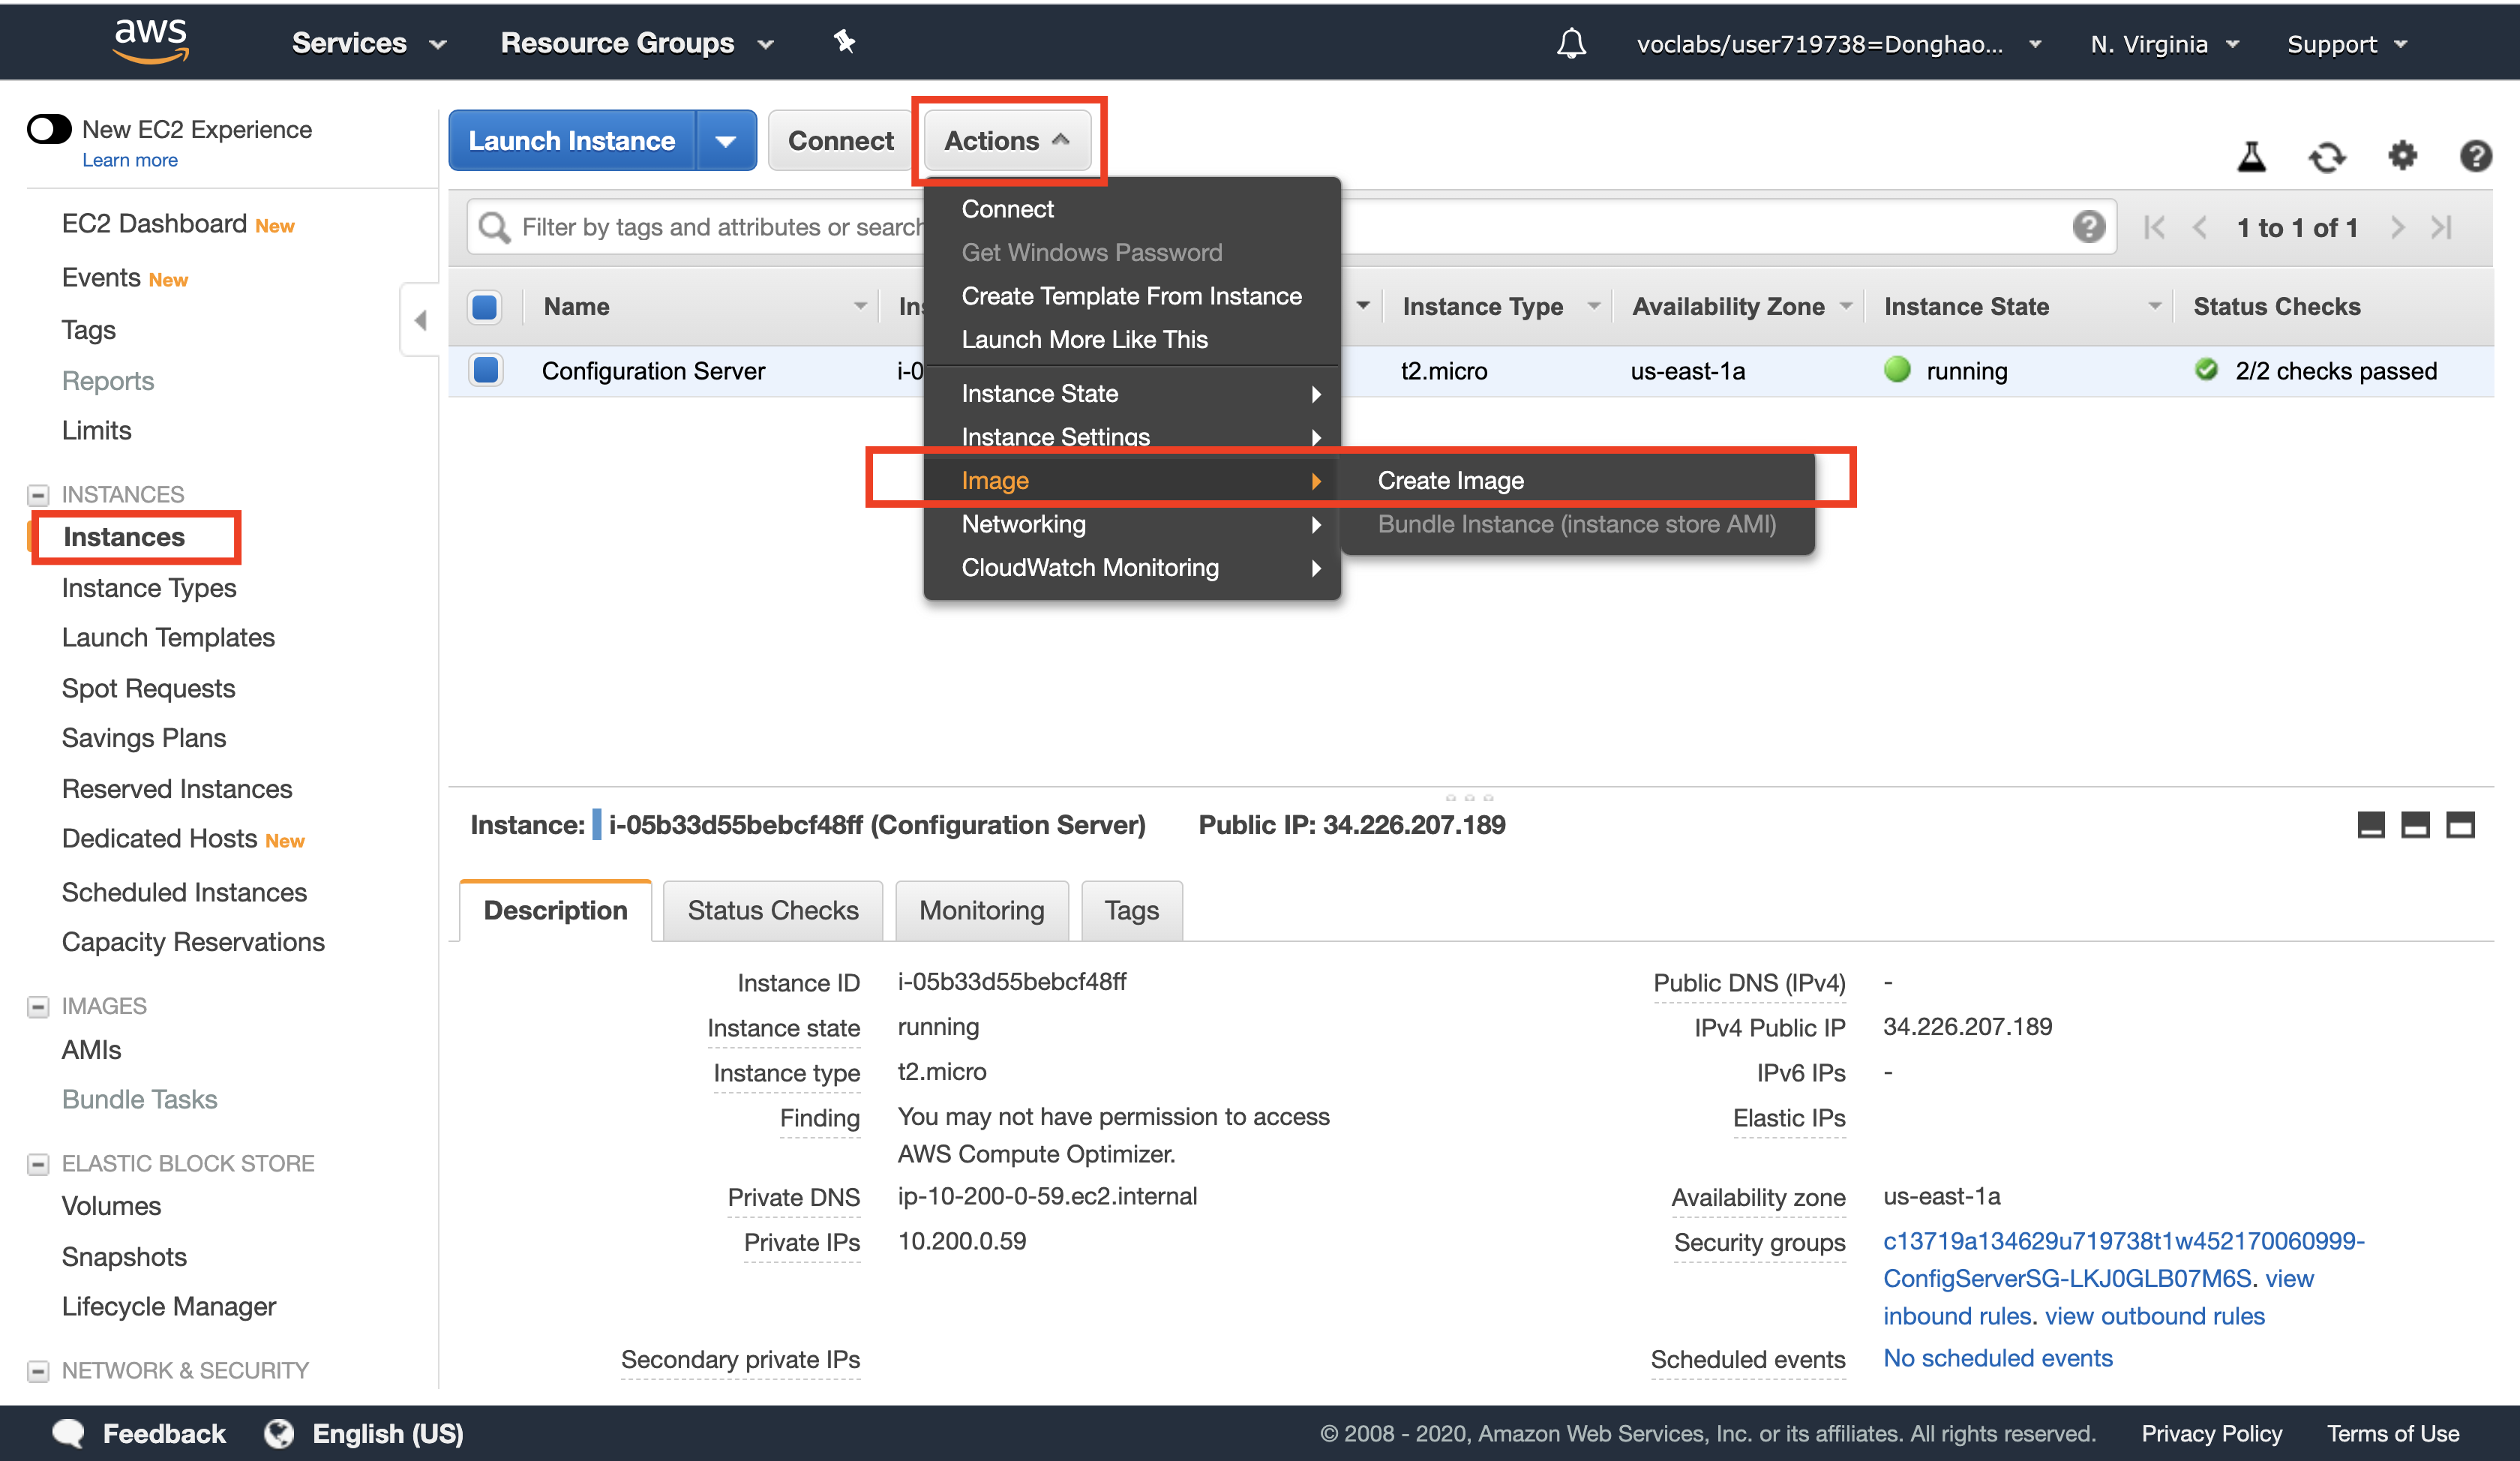 aws
Services
Resource Groups
voclabs/user719738=Donghao...
N. Virginia
Support
New EC2 Experience
Learn more
EC2 Dashboard New
Events New
Tags
Reports
Limits
INSTANCES
Instances
Instance Types
Launch Templates
Spot Requests
Savings Plans
Reserved Instances
Dedicated Hosts New
Scheduled Instances
Capacity Reservations
IMAGES
AMIs
Bundle Tasks
ELASTIC BLOCK STORE
Volumes
Snapshots
Lifecycle Manager
NETWORK & SECURITY
Launch Instance
Connect
Actions
Filter by tags and attributes or search
1 to 1 of 1
Name
Ins
Instance Type
Availability Zone
Instance State
Status Checks
Configuration Server
i-0
t2.micro
us-east-1a
running
2/2 checks passed
Connect
Get Windows Password
Create Template From Instance
Launch More Like This
Instance State
Instance Settings
Image
Networking
CloudWatch Monitoring
Create Image
Bundle Instance (instance store AMI)
Instance: i-05b33d55bebcf48ff (Configuration Server) Public IP: 34.226.207.189
Description
Status Checks
Monitoring
Tags
Instance ID i-05b33d55bebcf48ff
Instance state running
Instance type t2.micro
Finding You may not have permission to access
AWS Compute Optimizer.
Private DNS ip-10-200-0-59.ec2.internal
Private IPs 10.200.0.59
Secondary private IPs
Public DNS (IPv4) -
IPv4 Public IP 34.226.207.189
IPv6 IPs -
Elastic IPs
Availability zone us-east-1a
Security groups c13719a134629u719738t1w452170060999-
ConfigServerSG-LKJ0GLB07M6S. view
inbound rules. view outbound rules
Scheduled events No scheduled events
Feedback
English (US)
© 2008 - 2020, Amazon Web Services, Inc. or its affiliates. All rights reserved.
Privacy Policy
Terms of Use